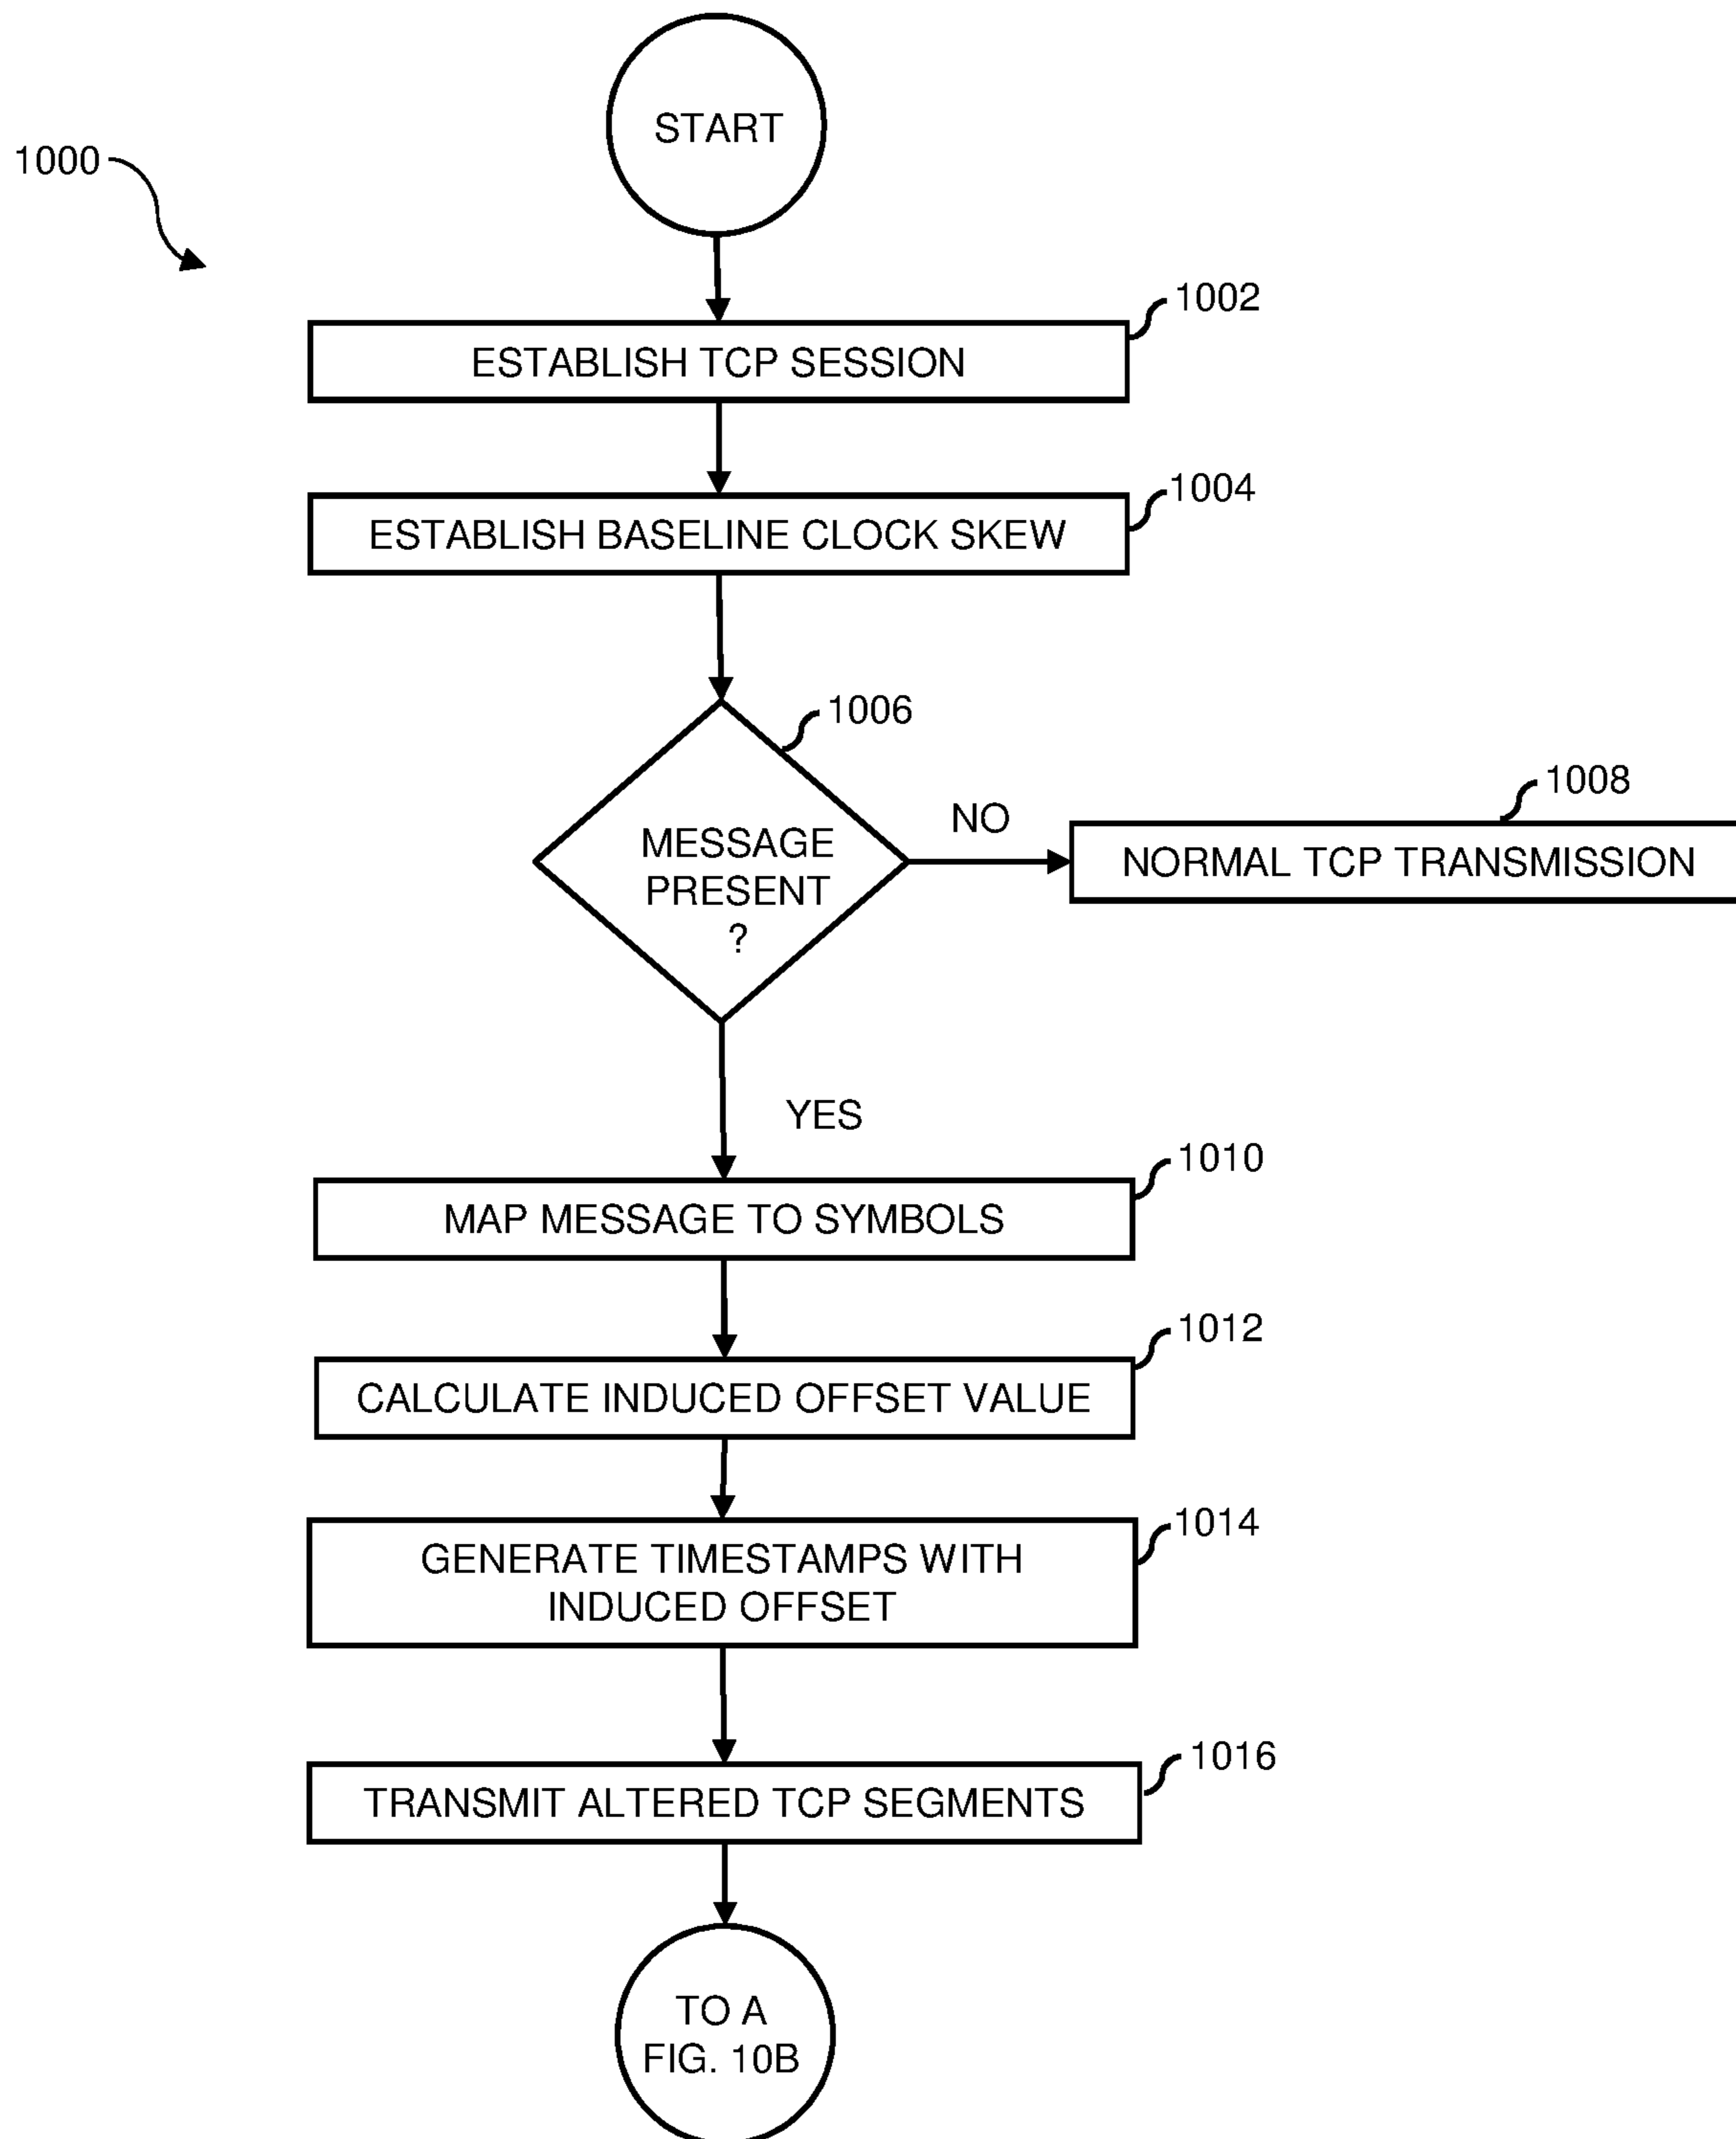 START
1000
1002
ESTABLISH TCP SESSION
1004
ESTABLISH BASELINE CLOCK SKEW
1006
MESSAGE
PRESENT
?
NO
1008
NORMAL TCP TRANSMISSION
YES
1010
MAP MESSAGE TO SYMBOLS
1012
CALCULATE INDUCED OFFSET VALUE
1014
GENERATE TIMESTAMPS WITH
INDUCED OFFSET
1016
TRANSMIT ALTERED TCP SEGMENTS
TO A
FIG. 10B